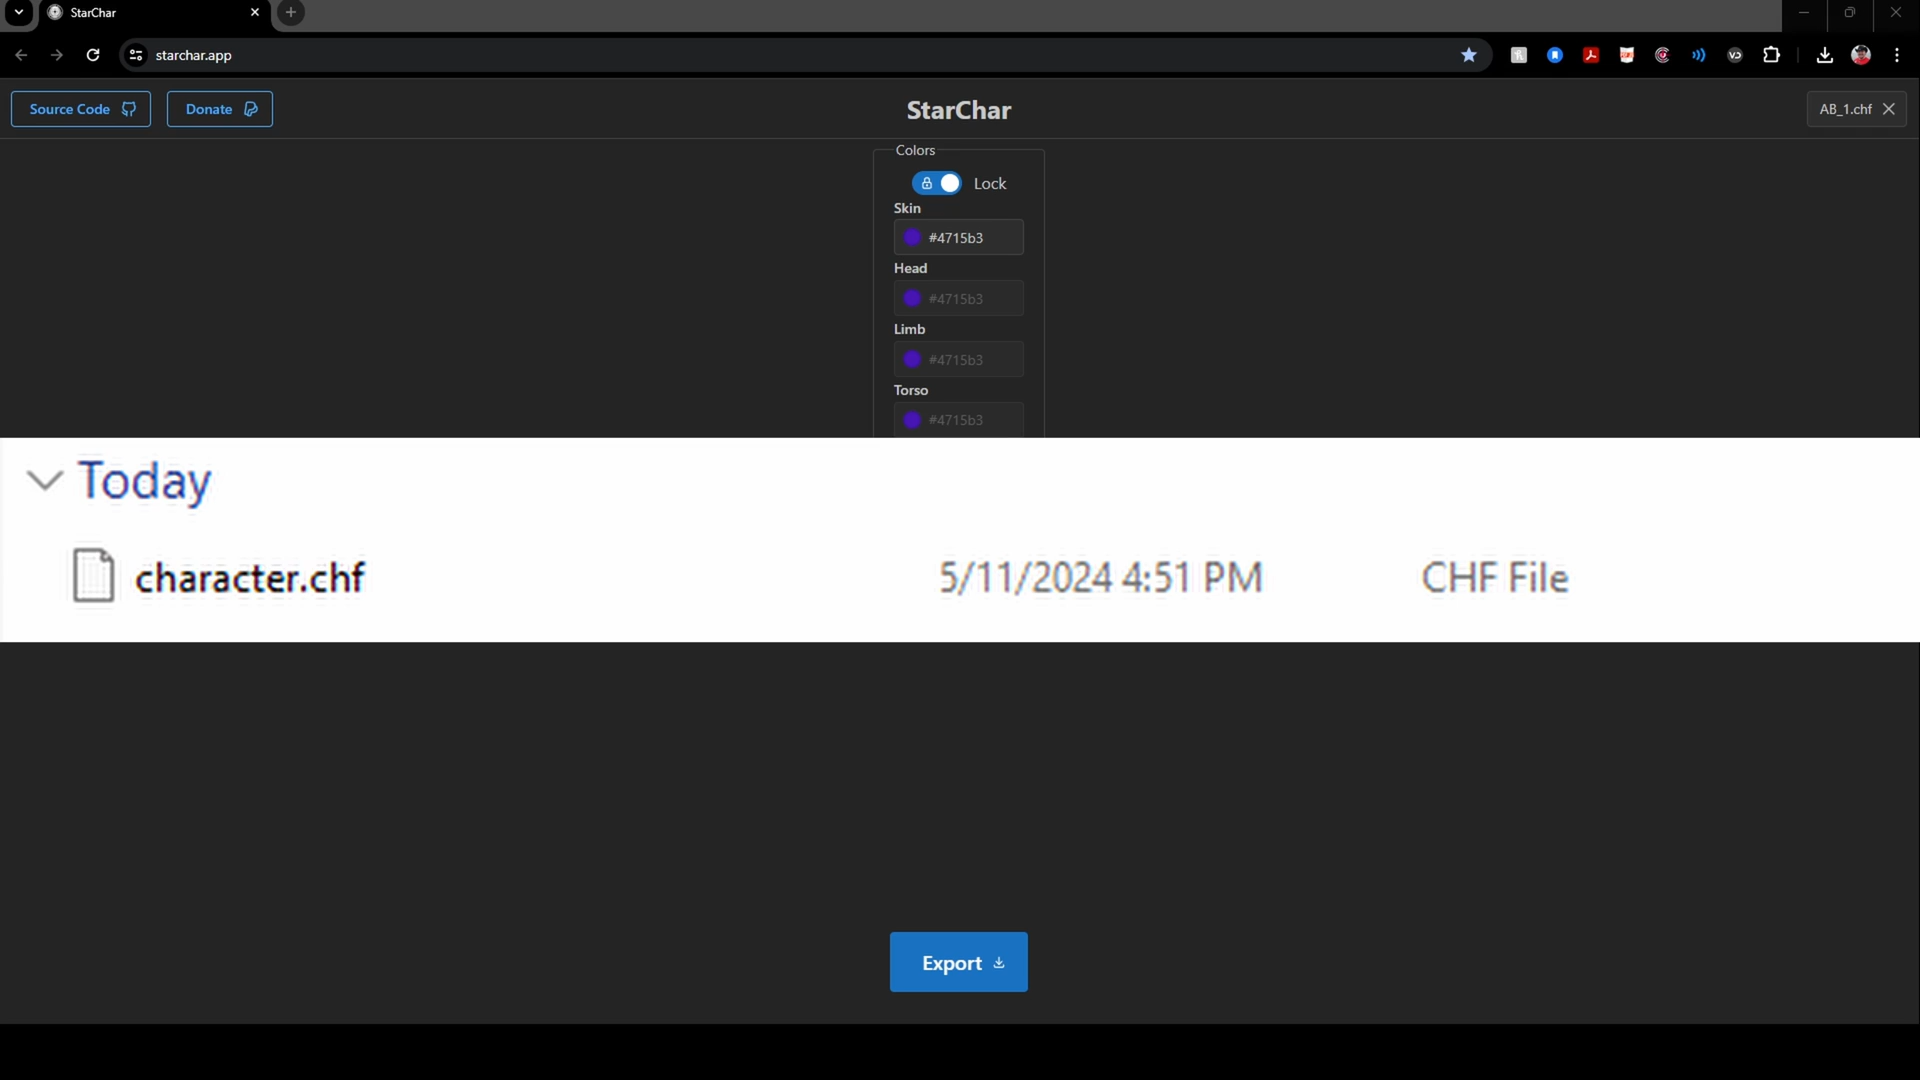 StarChar
starchar.app
Source Code
Donate
StarChar
AB_1.chf
Colors
Lock
Skin
#4715b3
Head
#4715b3
Limb
#4715b3
Torso
#4715b3
Today
character.chf 5/11/2024 4:51 PM CHF File
Export